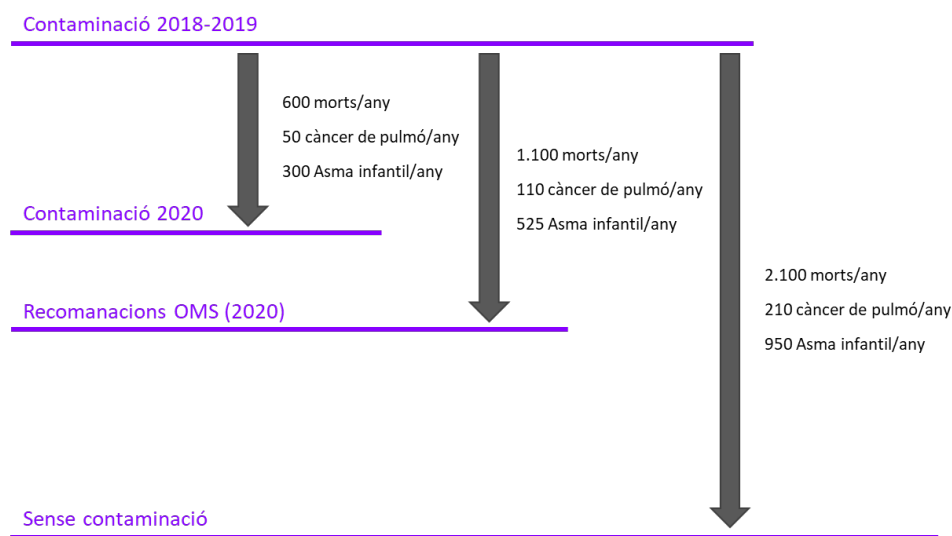 Contaminació 2018-2019
600 morts/any
50 càncer de pulmó/any
300 Asma infantil/any
1.100 morts/any
110 càncer de pulmó/any
525 Asma infantil/any
Contaminació 2020
2.100 morts/any
210 càncer de pulmó/any
950 Asma infantil/any
Recomanacions OMS (2020)
Sense contaminació